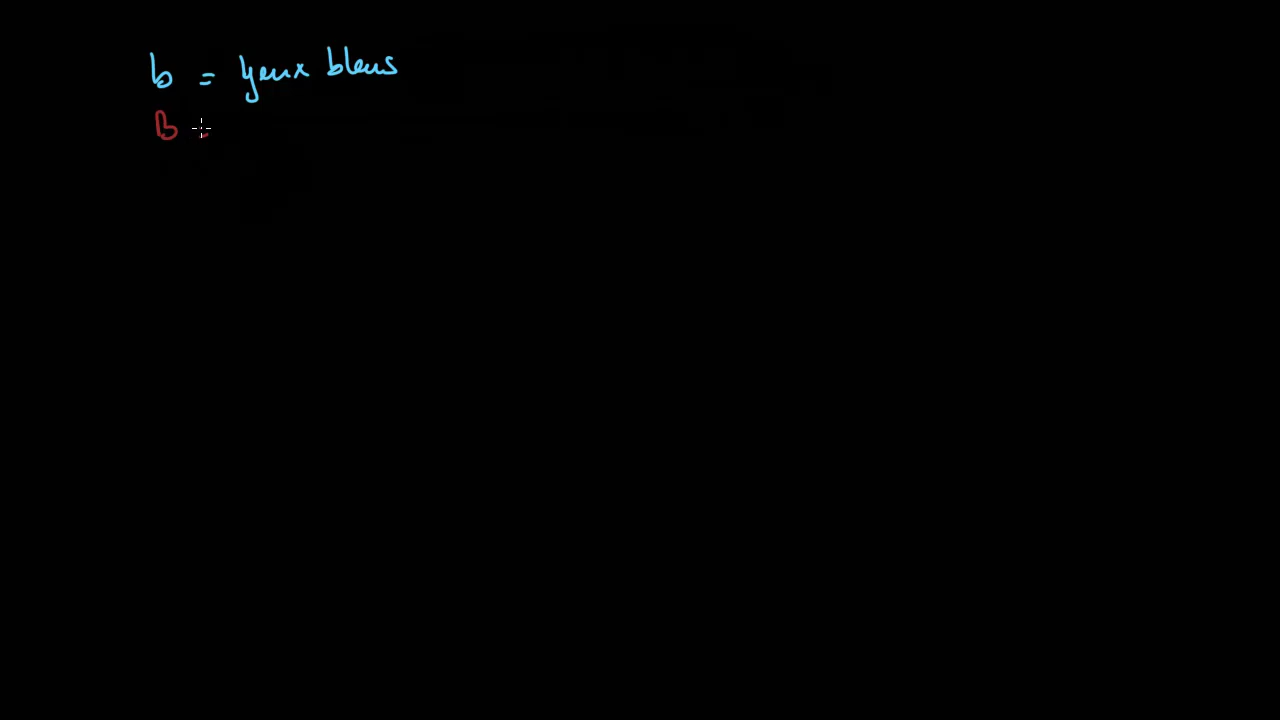 b = yeux bleus
B =